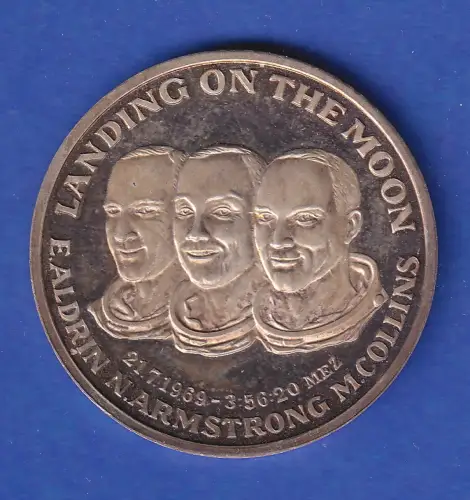 LANDING ON THE MOON
21.7.1969 - 3:56:20 MEZ
E.ALDRIN N.ARMSTRONG M.COLLINS